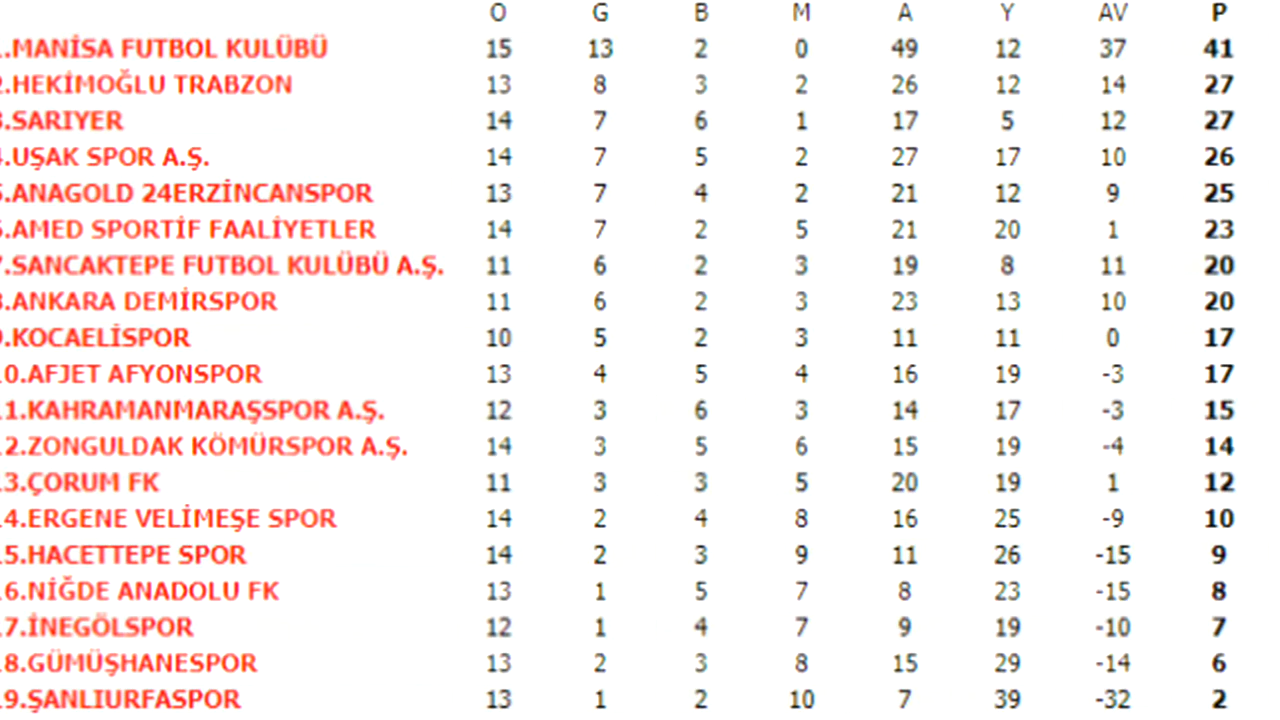 O G B M A Y AV P
1.MANİSA FUTBOL KULÜBÜ 15 13 2 0 49 12 37 41
2.HEKİMOĞLU TRABZON 13 8 3 2 26 12 14 27
3.SARIYER 14 7 6 1 17 5 12 27
4.UŞAK SPOR A.Ş. 14 7 5 2 27 17 10 26
5.ANAGOLD 24ERZİNCANSPOR 13 7 4 2 21 12 9 25
6.AMED SPORTİF FAALİYETLER 14 7 2 5 21 20 1 23
7.SANCAKTEPE FUTBOL KULÜBÜ A.Ş. 11 6 2 3 19 8 11 20
8.ANKARA DEMİRSPOR 11 6 2 3 23 13 10 20
9.KOCAELİSPOR 10 5 2 3 11 11 0 17
10.AFJET AFYONSPOR 13 4 5 4 16 19 -3 17
11.KAHRAMANMARAŞSPOR A.Ş. 12 3 6 3 14 17 -3 15
12.ZONGULDAK KÖMÜRSPOR A.Ş. 14 3 5 6 15 19 -4 14
13.ÇORUM FK 11 3 3 5 20 19 1 12
14.ERGENE VELİMEŞE SPOR 14 2 4 8 16 25 -9 10
15.HACETTEPE SPOR 14 2 3 9 11 26 -15 9
16.NİĞDE ANADOLU FK 13 1 5 7 8 23 -15 8
17.İNEGÖLSPOR 12 1 4 7 9 19 -10 7
18.GÜMÜŞHANESPOR 13 2 3 8 15 29 -14 6
19.ŞANLIURFASPOR 13 1 2 10 7 39 -32 2